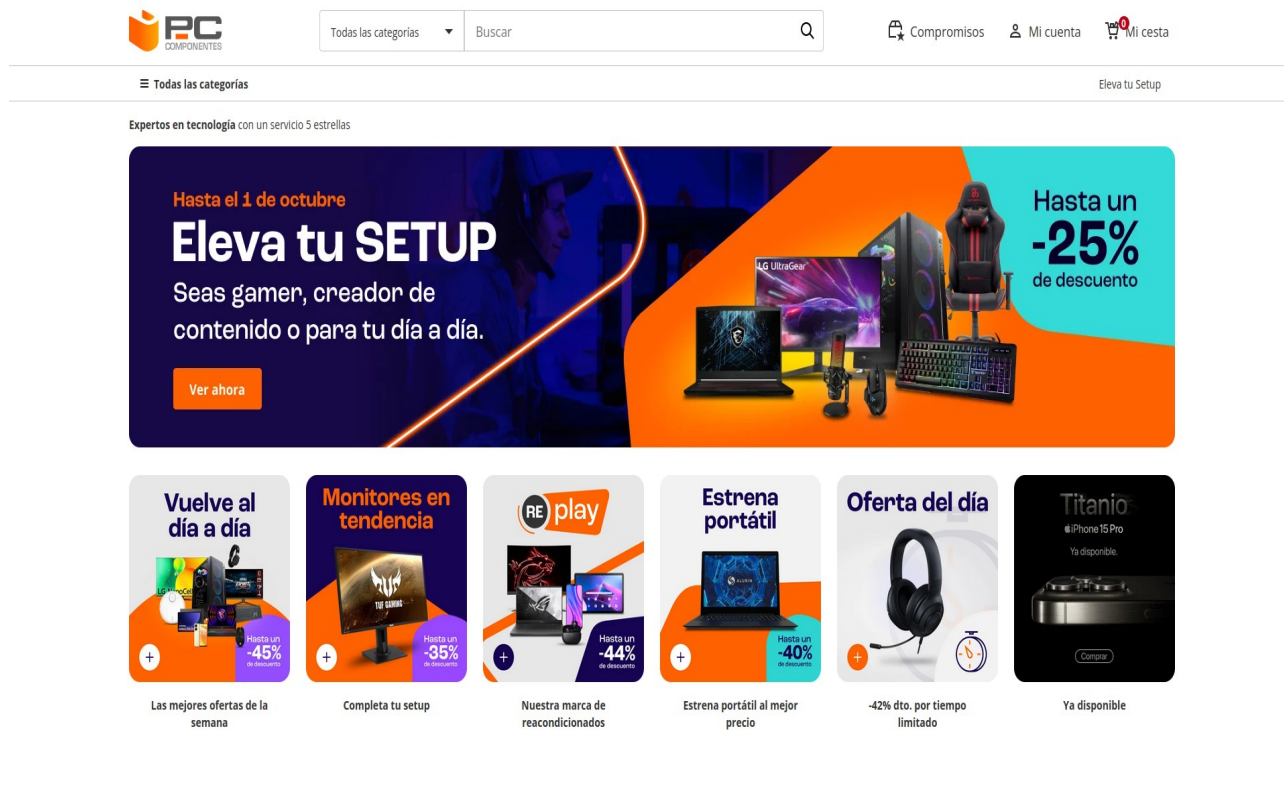 PC
COMPONENTES
Todas las categorías
Buscar
Compromisos
Mi cuenta
0
Mi cesta
Todas las categorías
Eleva tu Setup
Expertos en tecnología con un servicio 5 estrellas
Hasta el 1 de octubre
Eleva tu SETUP
Seas gamer, creador de
contenido o para tu día a día.
Ver ahora
LG UltraGear
Hasta un
-25%
de descuento
Vuelve al
día a día
LG NanoCell
Hasta un
-45%
de descuento
Las mejores ofertas de la
semana
Monitores en
tendencia
TUF GAMING
Hasta un
-35%
de descuento
Completa tu setup
RE play
Hasta un
-44%
de descuento
Nuestra marca de
reacondicionados
Estrena
portátil
ALURIN
Hasta un
-40%
de descuento
Estrena portátil al mejor
precio
Oferta del día
-42% dto. por tiempo
limitado
Titanio
iPhone 15 Pro
Ya disponible.
Comprar
Ya disponible